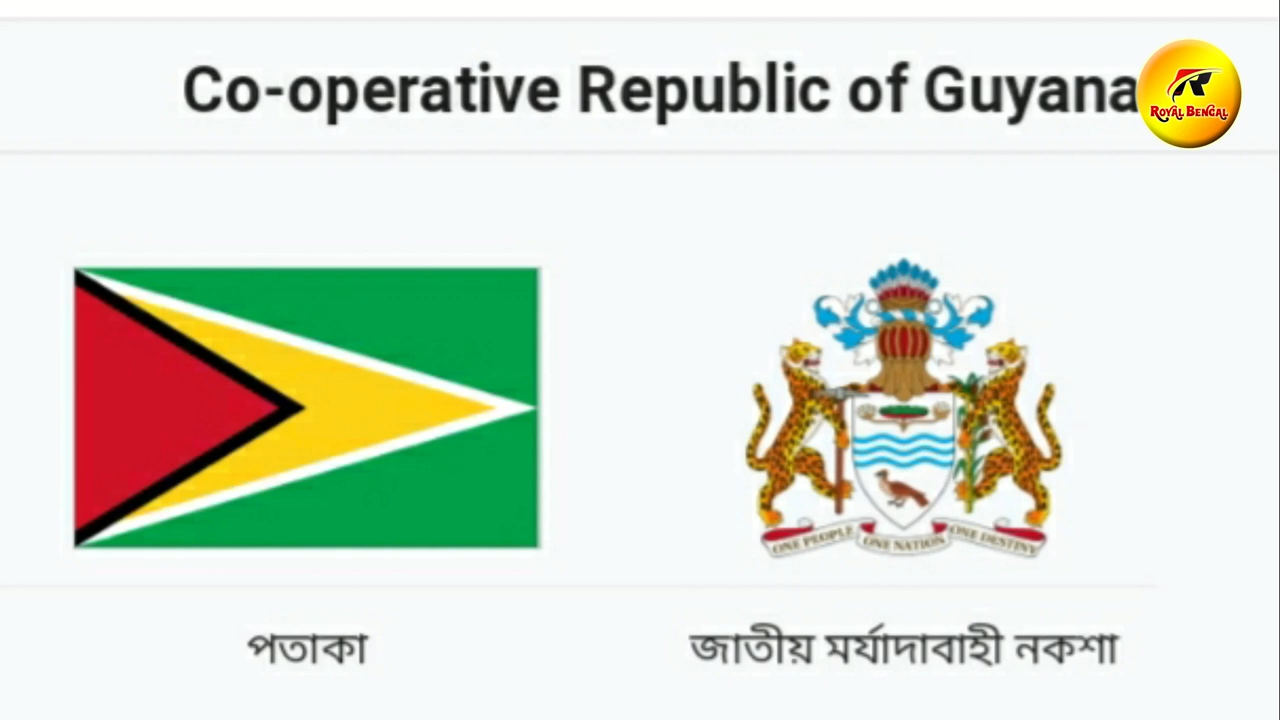 Co-operative Republic of Guyana
ROYAL BENGAL
ONE PEOPLE ONE NATION ONE DESTINY
পতাকা
জাতীয় মর্যাদাবাহী নকশা